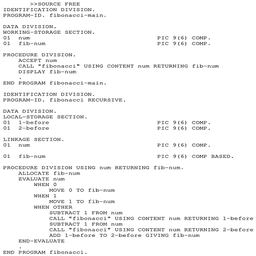 >>SOURCE FREE
IDENTIFICATION DIVISION.
PROGRAM-ID. fibonacci-main.
DATA DIVISION.
WORKING-STORAGE SECTION.
01 num PIC 9(6) COMP.
01 fib-num PIC 9(6) COMP.
PROCEDURE DIVISION.
ACCEPT num
CALL "fibonacci" USING CONTENT num RETURNING fib-num
DISPLAY fib-num
.
END PROGRAM fibonacci-main.
IDENTIFICATION DIVISION.
PROGRAM-ID. fibonacci RECURSIVE.
DATA DIVISION.
LOCAL-STORAGE SECTION.
01 1-before PIC 9(6) COMP.
01 2-before PIC 9(6) COMP.
LINKAGE SECTION.
01 num PIC 9(6) COMP.
01 fib-num PIC 9(6) COMP BASED.
PROCEDURE DIVISION USING num RETURNING fib-num.
ALLOCATE fib-num
EVALUATE num
WHEN 0
MOVE 0 TO fib-num
WHEN 1
MOVE 1 TO fib-num
WHEN OTHER
SUBTRACT 1 FROM num
CALL "fibonacci" USING CONTENT num RETURNING 1-before
SUBTRACT 1 FROM num
CALL "fibonacci" USING CONTENT num RETURNING 2-before
ADD 1-before TO 2-before GIVING fib-num
END-EVALUATE
.
END PROGRAM fibonacci.